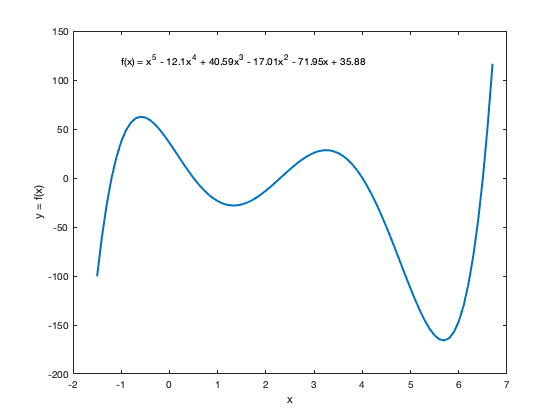 150
f(x) = x^5 - 12.1x^4 + 40.59x^3 - 17.01x^2 - 71.95x + 35.88
100
50
0
-50
-100
-150
-200
y = f(x)
-2 -1 0 1 2 3 4 5 6 7
x